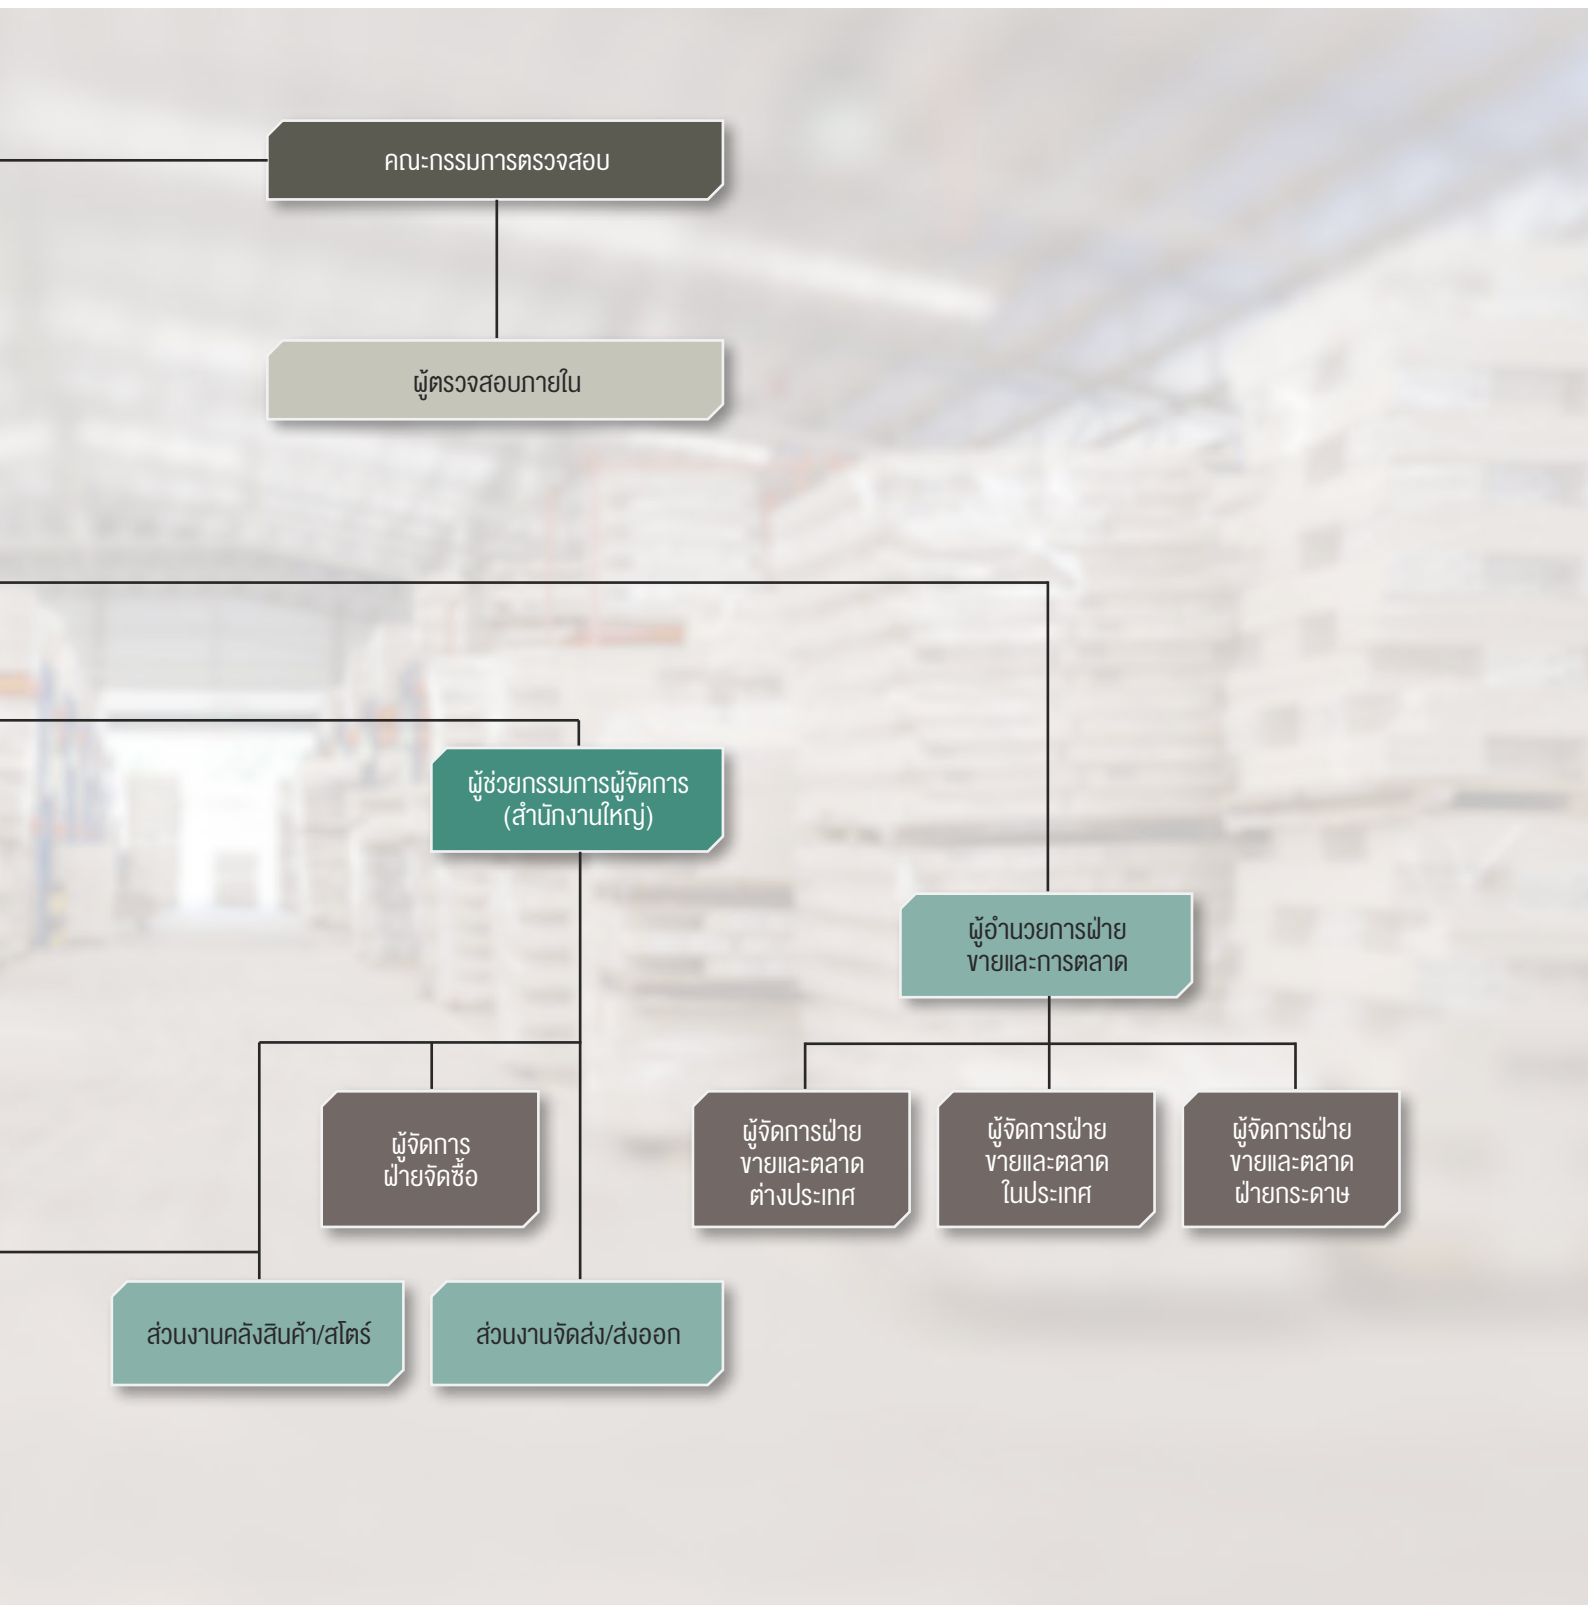 คณะกรรมการตรวจสอบ
ผู้ตรวจสอบภายใน
ผู้ช่วยกรรมการผู้จัดการ
(สำนักงานใหญ่)
ผู้อำนวยการฝ่าย
ขายและการตลาด
ผู้จัดการ
ฝ่ายจัดซื้อ
ผู้จัดการฝ่าย
ขายและตลาด
ต่างประเทศ
ผู้จัดการฝ่าย
ขายและตลาด
ในประเทศ
ผู้จัดการฝ่าย
ขายและตลาด
ฝ่ายกระดาษ
ส่วนงานคลังสินค้า/สโตร์
ส่วนงานจัดส่ง/ส่งออก